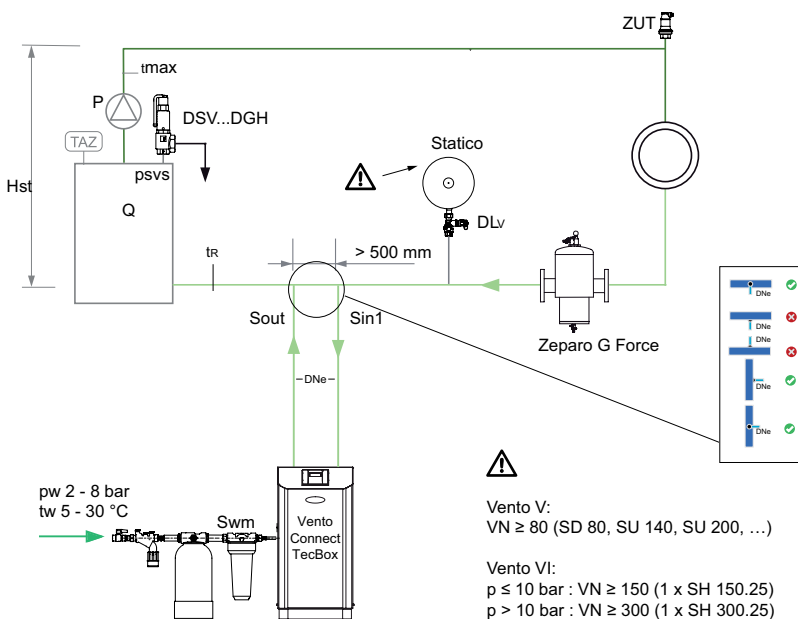 ZUT
tmax
P
DSV...DGH
TAZ
psvs
Hst
Q
Statico
DLV
tR
> 500 mm
Sout
Sin1
Zeparo G Force
DNe
DNe
DNe
DNe
DNe
DNe
pw 2 - 8 bar
tw 5 - 30 °C
Swm
Vento
Connect
TecBox
Vento V:
VN ≥ 80 (SD 80, SU 140, SU 200, …)
Vento VI:
p ≤ 10 bar : VN ≥ 150 (1 x SH 150.25)
p > 10 bar : VN ≥ 300 (1 x SH 300.25)